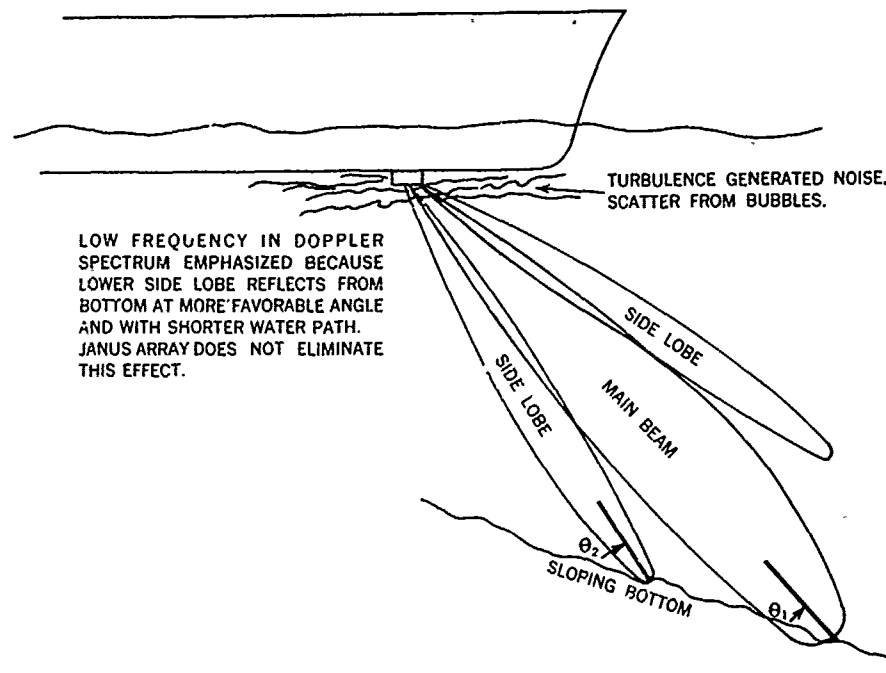 TURBULENCE GENERATED NOISE.
SCATTER FROM BUBBLES.
LOW FREQUENCY IN DOPPLER
SPECTRUM EMPHASIZED BECAUSE
LOWER SIDE LOBE REFLECTS FROM
BOTTOM AT MORE FAVORABLE ANGLE
AND WITH SHORTER WATER PATH.
JANUS ARRAY DOES NOT ELIMINATE
THIS EFFECT.
SIDE LOBE
SIDE LOBE
MAIN BEAM
θ2
SLOPING BOTTOM
θ1